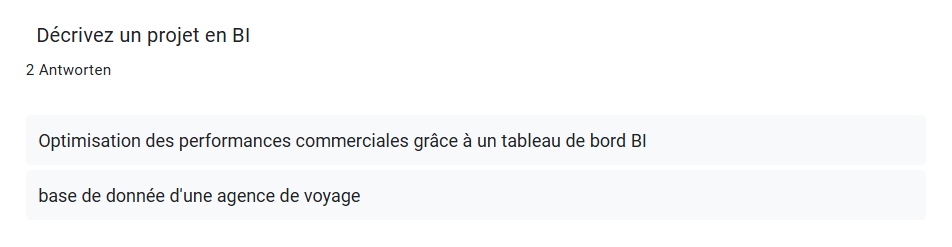 Décrivez un projet en BI
2 Antworten
Optimisation des performances commerciales grâce à un tableau de bord BI
base de donnée d'une agence de voyage